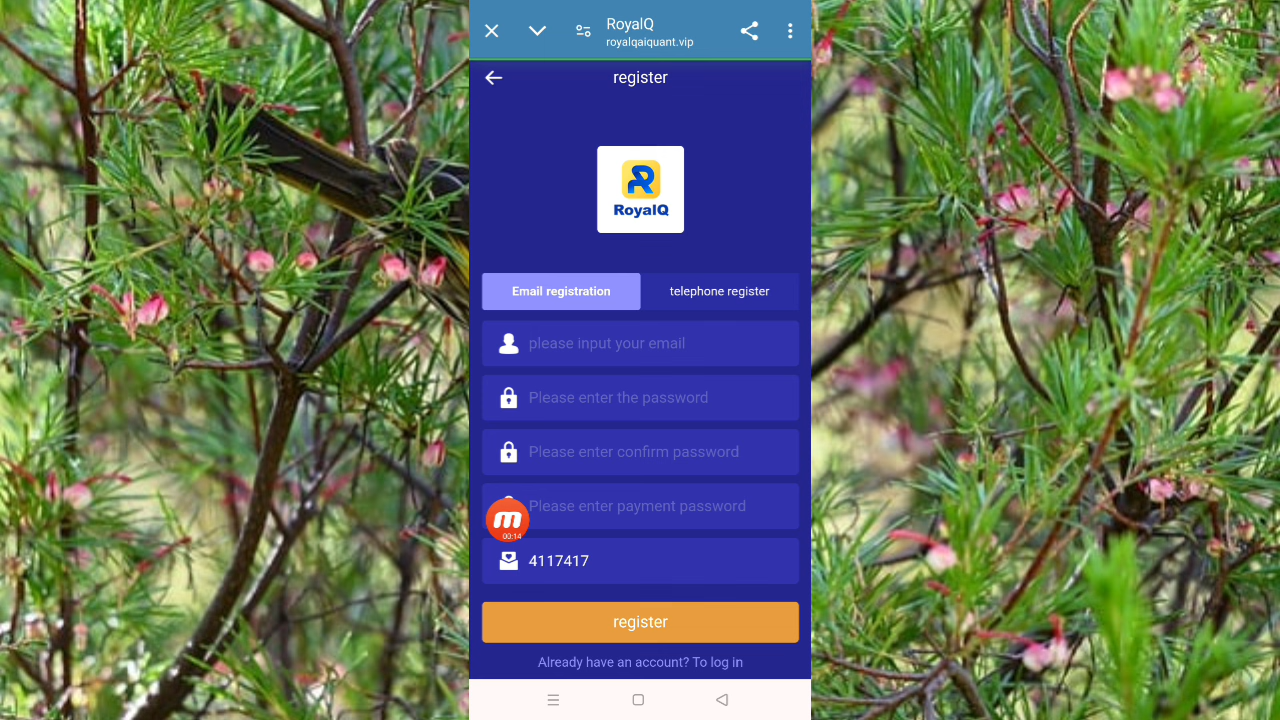 RoyalQ
royalqaiquant.vip
register
RoyalQ
Email registration
telephone register
please input your email
Please enter the password
Please enter confirm password
Please enter payment password
00:14
4117417
register
Already have an account? To log in